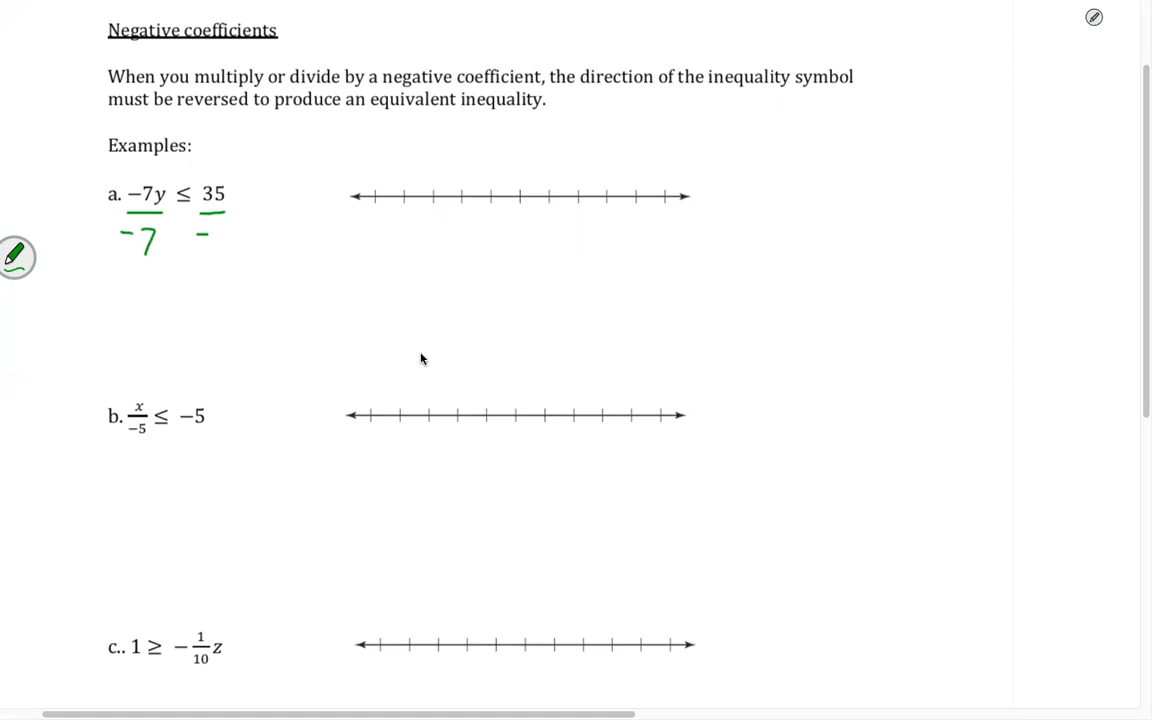 Negative coefficients
When you multiply or divide by a negative coefficient, the direction of the inequality symbol
must be reversed to produce an equivalent inequality.
Examples:
a. −7y ≤ 35
-7 -
b. x/−5 ≤ −5
c.. 1 ≥ −1/10 z